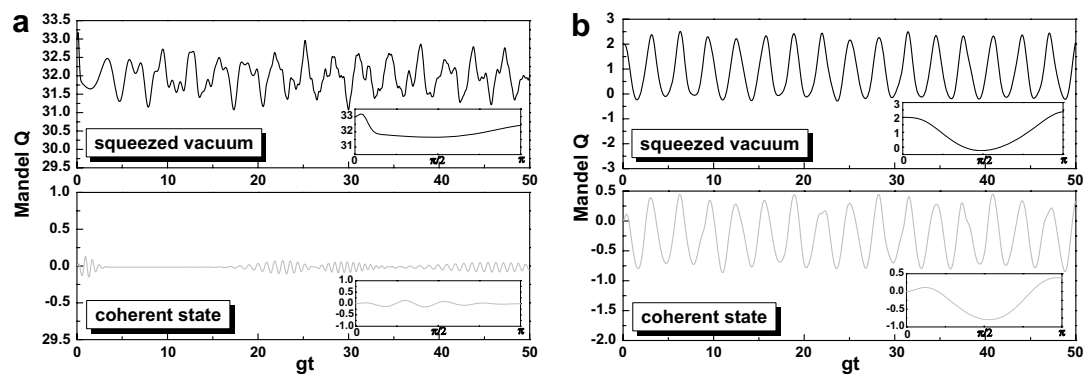 a
Mandel Q
33.5
33.0
32.5
32.0
31.5
31.0
30.5
30.0
29.5
squeezed vacuum
33
32
31
0 π/2 π
1.0
0.5
0.0
-0.5
29.5
coherent state
1.0
0.5
0.0
-0.5
-1.0
0 π/2 π
0 10 20 30 40 50
gt
b
Mandel Q
3
2
1
0
-1
-2
-3
squeezed vacuum
3
2
1
0
0 π/2 π
0.5
0.0
-0.5
-1.0
-1.5
-2.0
coherent state
0.5
0.0
-0.5
-1.0
0 π/2 π
0 10 20 30 40 50
gt